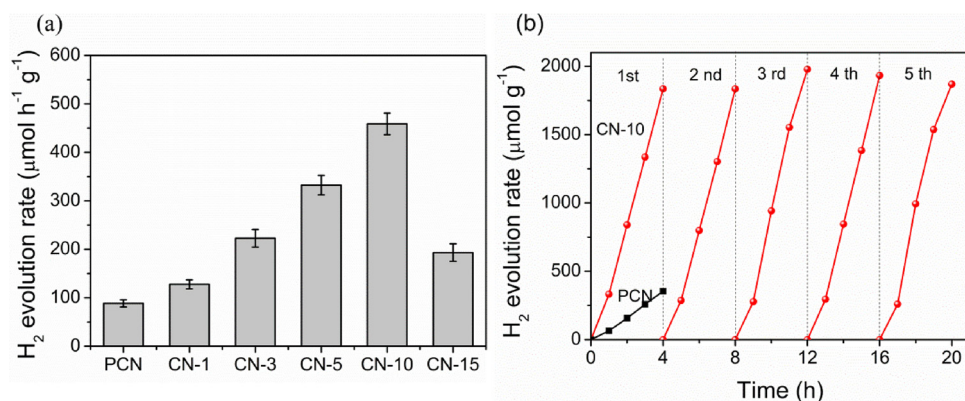 (a)
H₂ evolution rate (μmol h⁻¹ g⁻¹)
600
500
400
300
200
100
0
PCN CN-1 CN-3 CN-5 CN-10 CN-15
(b)
H₂ evolution rate (μmol g⁻¹)
2000
1500
1000
500
0
1st 2 nd 3 rd 4 th 5 th
CN-10
PCN
0 4 8 12 16 20
Time (h)